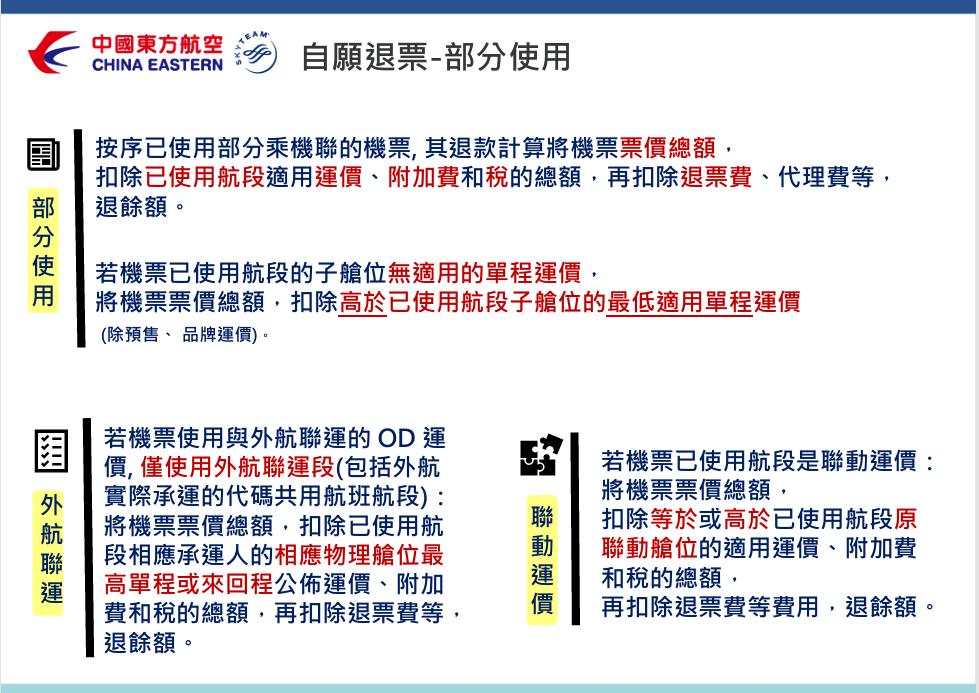 中國東方航空
CHINA EASTERN
SKYTEAM
自願退票-部分使用
部分使用
按序已使用部分乘機聯的機票, 其退款計算將機票票價總額，
扣除已使用航段適用運價、附加費和稅的總額，再扣除退票費、代理費等，
退餘額。
若機票已使用航段的子艙位無適用的單程運價，
將機票票價總額，扣除高於已使用航段子艙位的最低適用單程運價
(除預售、 品牌運價)。
外航聯運
若機票使用與外航聯運的 OD 運
價, 僅使用外航聯運段(包括外航
實際承運的代碼共用航班航段)：
將機票票價總額，扣除已使用航
段相應承運人的相應物理艙位最
高單程或來回程公佈運價、附加
費和稅的總額，再扣除退票費等，
退餘額。
聯動運價
若機票已使用航段是聯動運價：
將機票票價總額，
扣除等於或高於已使用航段原
聯動艙位的適用運價、附加費
和稅的總額，
再扣除退票費等費用，退餘額。